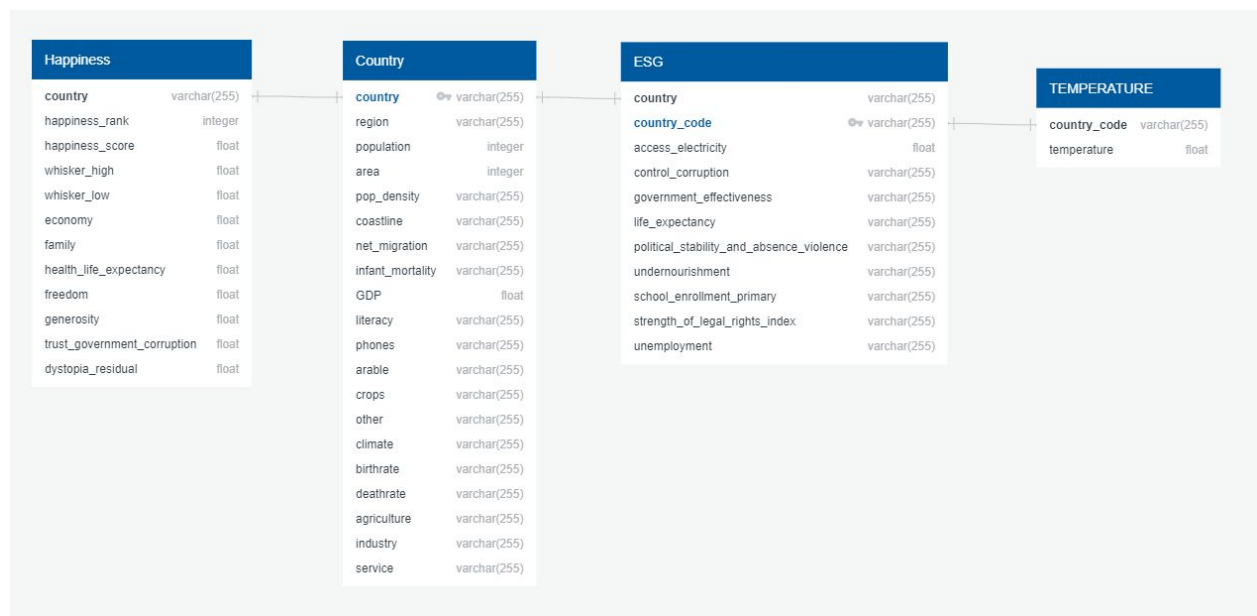 Happiness
country varchar(255)
happiness_rank integer
happiness_score float
whisker_high float
whisker_low float
economy float
family float
health_life_expectancy float
freedom float
generosity float
trust_government_corruption float
dystopia_residual float
Country
country varchar(255)
region varchar(255)
population integer
area integer
pop_density varchar(255)
coastline varchar(255)
net_migration varchar(255)
infant_mortality varchar(255)
GDP float
literacy varchar(255)
phones varchar(255)
arable varchar(255)
crops varchar(255)
other varchar(255)
climate varchar(255)
birthrate varchar(255)
deathrate varchar(255)
agriculture varchar(255)
industry varchar(255)
service varchar(255)
ESG
country varchar(255)
country_code varchar(255)
access_electricity float
control_corruption varchar(255)
government_effectiveness varchar(255)
life_expectancy varchar(255)
political_stability_and_absence_violence varchar(255)
undernourishment varchar(255)
school_enrollment_primary varchar(255)
strength_of_legal_rights_index varchar(255)
unemployment varchar(255)
TEMPERATURE
country_code varchar(255)
temperature float